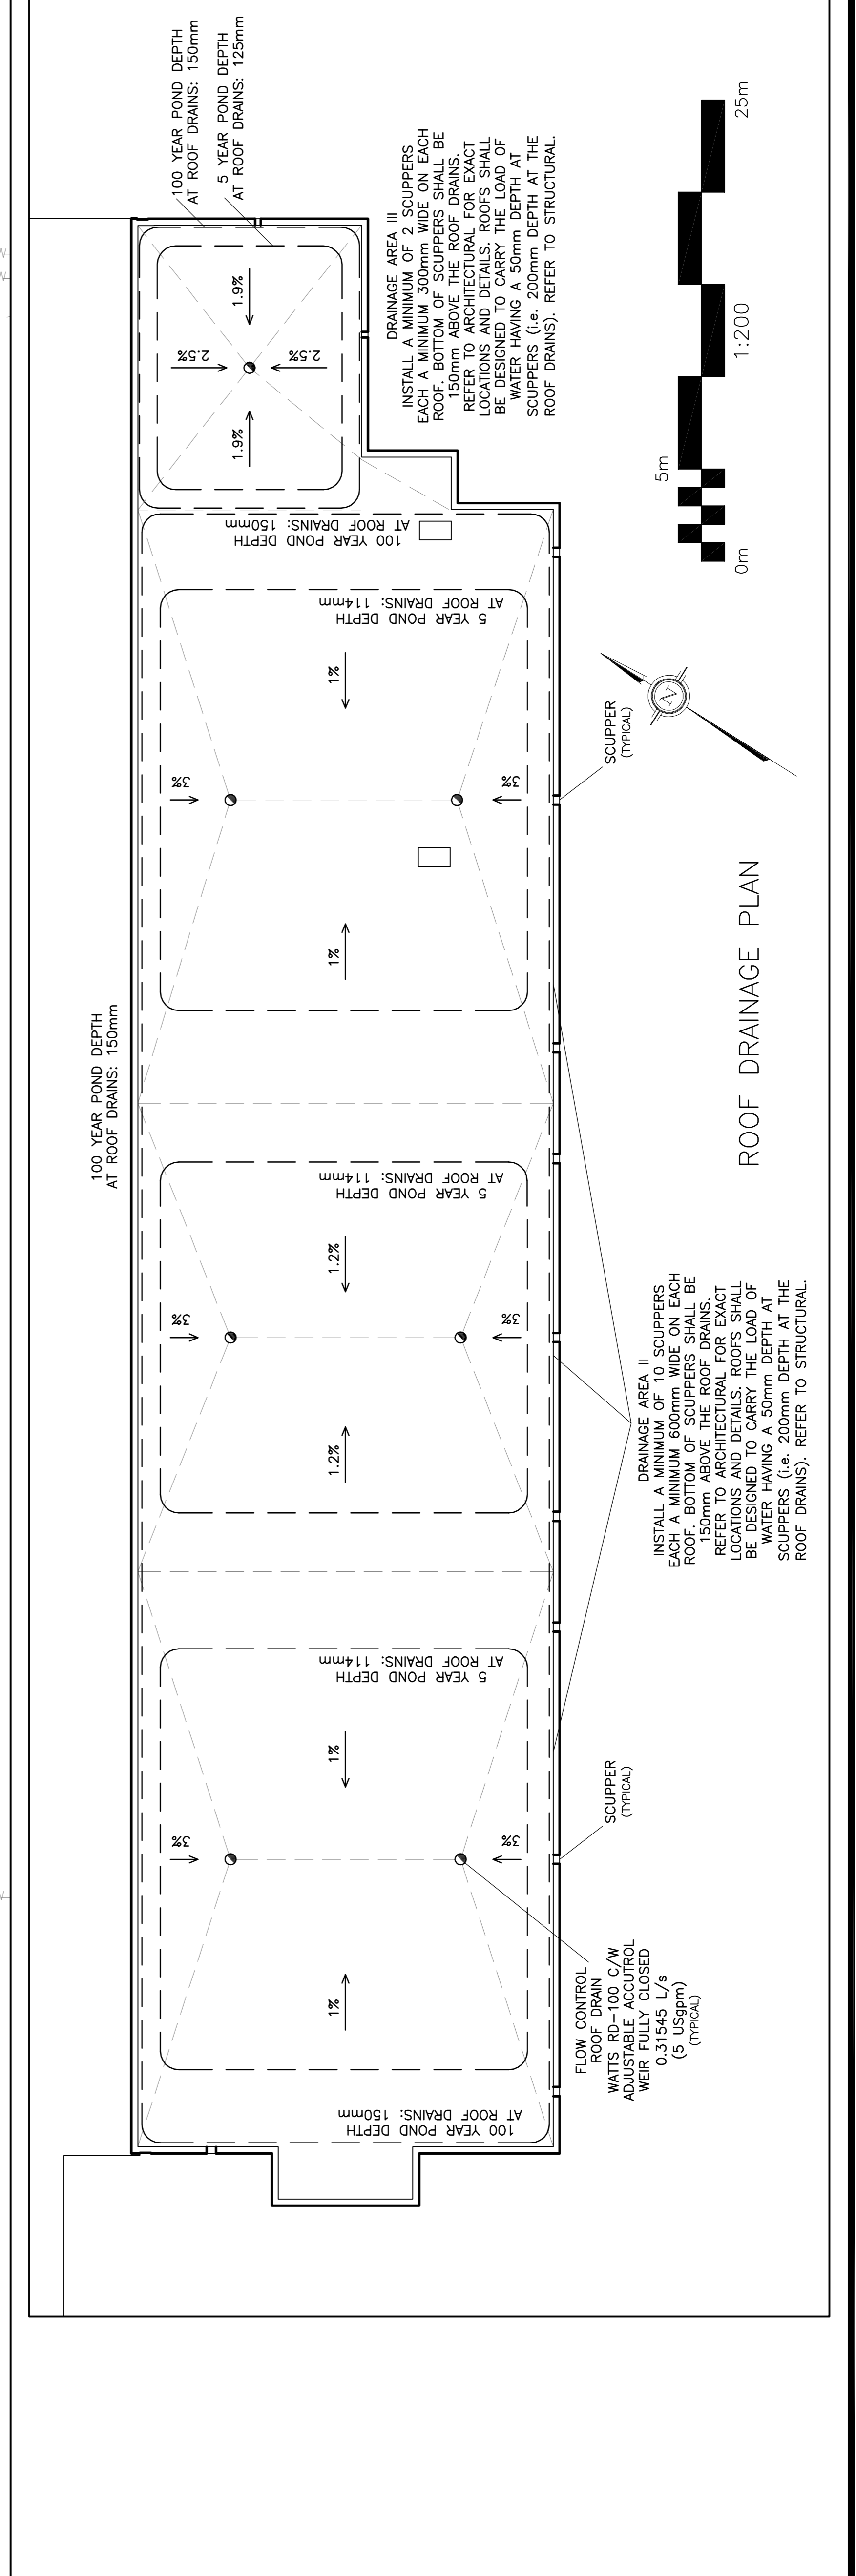 100 YEAR POND DEPTH
AT ROOF DRAINS: 150mm
5 YEAR POND DEPTH
AT ROOF DRAINS: 125mm
1.9%
2.5%
2.5%
1.9%
DRAINAGE AREA III
INSTALL A MINIMUM OF 2 SCUPPERS
EACH A MINIMUM 300mm WIDE ON EACH
ROOF. BOTTOM OF SCUPPERS SHALL BE
150mm ABOVE THE ROOF DRAINS.
REFER TO ARCHITECTURAL FOR EXACT
LOCATIONS AND DETAILS. ROOFS SHALL
BE DESIGNED TO CARRY THE LOAD OF
WATER HAVING A 50mm DEPTH AT
SCUPPERS (i.e. 200mm DEPTH AT THE
ROOF DRAINS). REFER TO STRUCTURAL.
25m
1:200
5m
0m
100 YEAR POND DEPTH
AT ROOF DRAINS: 150mm
5 YEAR POND DEPTH
AT ROOF DRAINS: 114mm
1%
3%
3%
1%
SCUPPER
(TYPICAL)
N
ROOF DRAINAGE PLAN
100 YEAR POND DEPTH
AT ROOF DRAINS: 150mm
5 YEAR POND DEPTH
AT ROOF DRAINS: 114mm
1.2%
3%
3%
1.2%
DRAINAGE AREA II
INSTALL A MINIMUM OF 10 SCUPPERS
EACH A MINIMUM 600mm WIDE ON EACH
ROOF. BOTTOM OF SCUPPERS SHALL BE
150mm ABOVE THE ROOF DRAINS.
REFER TO ARCHITECTURAL FOR EXACT
LOCATIONS AND DETAILS. ROOFS SHALL
BE DESIGNED TO CARRY THE LOAD OF
WATER HAVING A 50mm DEPTH AT
SCUPPERS (i.e. 200mm DEPTH AT THE
ROOF DRAINS). REFER TO STRUCTURAL.
5 YEAR POND DEPTH
AT ROOF DRAINS: 114mm
1%
3%
3%
1%
SCUPPER
(TYPICAL)
FLOW CONTROL
ROOF DRAIN
WATTS RD-100 C/W
ADJUSTABLE ACCUTROL
WEIR FULLY CLOSED
0.31545 L/s
(5 USgpm)
(TYPICAL)
100 YEAR POND DEPTH
AT ROOF DRAINS: 150mm